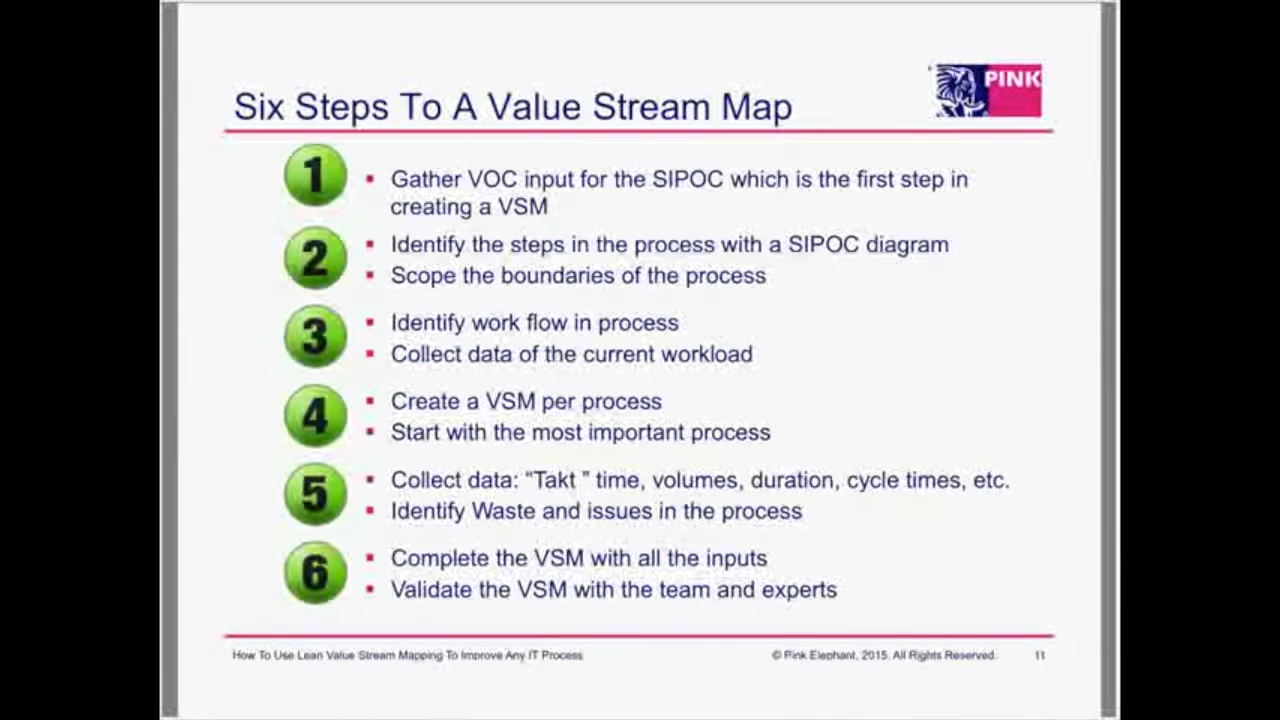 PINK
Six Steps To A Value Stream Map
1
▪ Gather VOC input for the SIPOC which is the first step in
creating a VSM
2
▪ Identify the steps in the process with a SIPOC diagram
▪ Scope the boundaries of the process
3
▪ Identify work flow in process
▪ Collect data of the current workload
4
▪ Create a VSM per process
▪ Start with the most important process
5
▪ Collect data: “Takt ” time, volumes, duration, cycle times, etc.
▪ Identify Waste and issues in the process
6
▪ Complete the VSM with all the inputs
▪ Validate the VSM with the team and experts
How To Use Lean Value Stream Mapping To Improve Any IT Process
© Pink Elephant, 2015. All Rights Reserved.
11